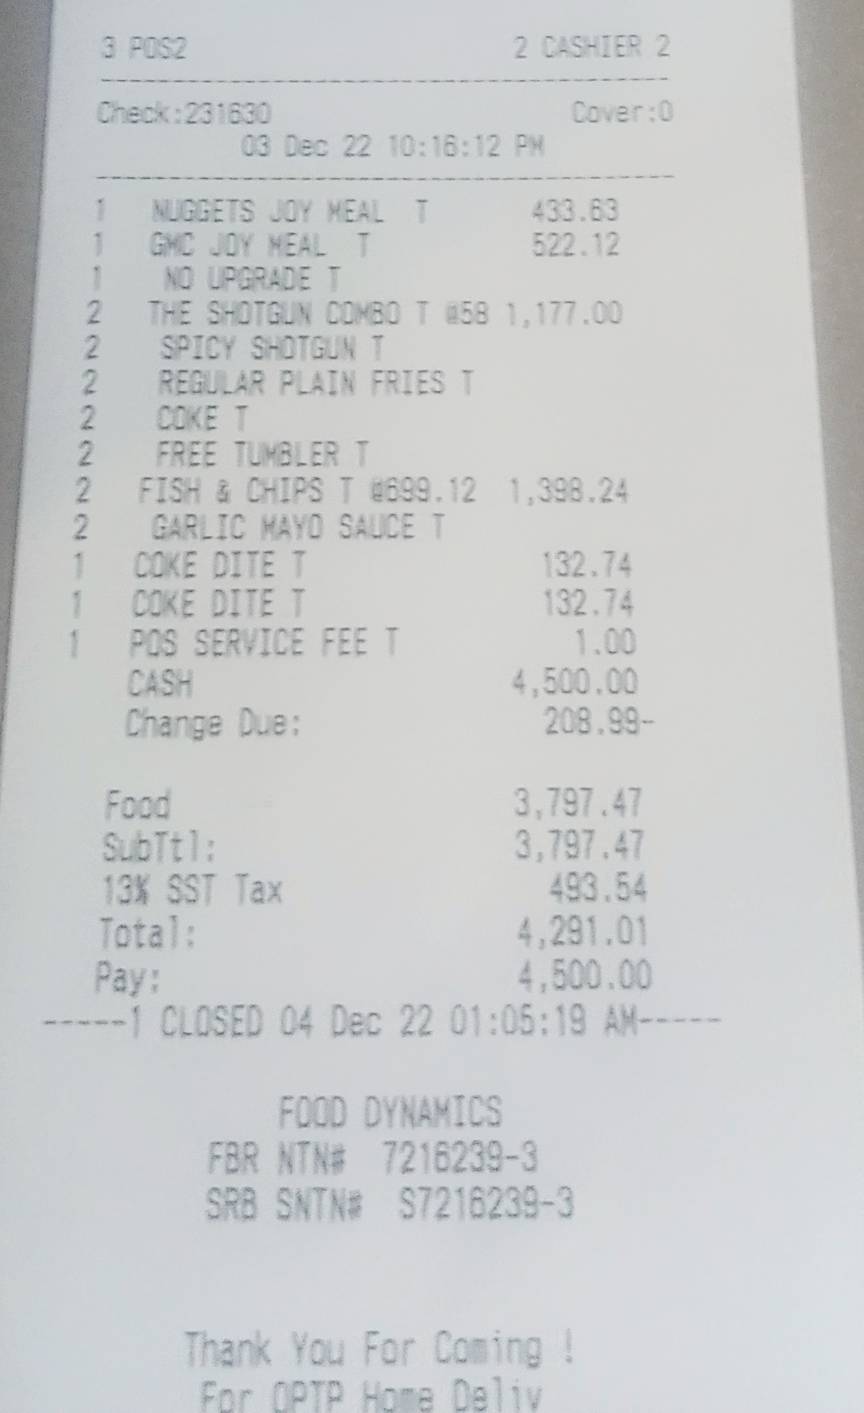 3 POS2 2 CASHIER 2
Check:231630 Cover:0
03 Dec 22 10:16:12 PM
1 NUGGETS JOY MEAL T 433.63
1 GMC JOY MEAL T 522.12
1 NO UPGRADE T
2 THE SHOTGUN COMBO T @58 1,177.00
2 SPICY SHOTGUN T
2 REGULAR PLAIN FRIES T
2 COKE T
2 FREE TUMBLER T
2 FISH & CHIPS T @699.12 1,398.24
2 GARLIC MAYO SAUCE T
1 COKE DITE T 132.74
1 COKE DITE T 132.74
1 POS SERVICE FEE T 1.00
CASH 4,500.00
Change Due: 208.99-
Food 3,797.47
SubTtl: 3,797.47
13% SST Tax 493.54
Total: 4,291.01
Pay: 4,500.00
-----1 CLOSED 04 Dec 22 01:05:19 AM-----
FOOD DYNAMICS
FBR NTN# 7216239-3
SRB SNTN# S7216239-3
Thank You For Coming !
For OPTP Home Deliv